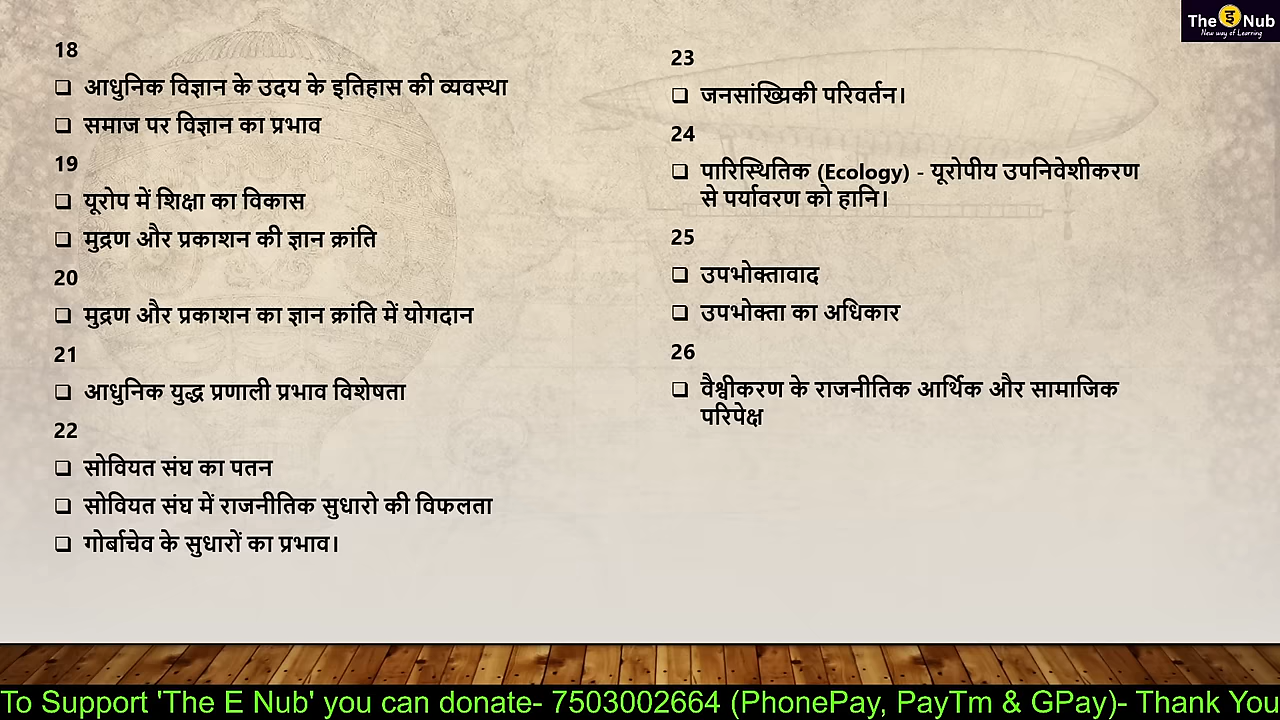 The इ Nub
New way of Learning
18
❑ आधुनिक विज्ञान के उदय के इतिहास की व्यवस्था
❑ समाज पर विज्ञान का प्रभाव
19
❑ यूरोप में शिक्षा का विकास
❑ मुद्रण और प्रकाशन की ज्ञान क्रांति
20
❑ मुद्रण और प्रकाशन का ज्ञान क्रांति में योगदान
21
❑ आधुनिक युद्ध प्रणाली प्रभाव विशेषता
22
❑ सोवियत संघ का पतन
❑ सोवियत संघ में राजनीतिक सुधारो की विफलता
❑ गोर्बाचेव के सुधारों का प्रभाव।
23
❑ जनसांख्यिकी परिवर्तन।
24
❑ पारिस्थितिक (Ecology) - यूरोपीय उपनिवेशीकरण
से पर्यावरण को हानि।
25
❑ उपभोक्तावाद
❑ उपभोक्ता का अधिकार
26
❑ वैश्वीकरण के राजनीतिक आर्थिक और सामाजिक
परिपेक्ष
To Support 'The E Nub' you can donate- 7503002664 (PhonePay, PayTm & GPay)- Thank You